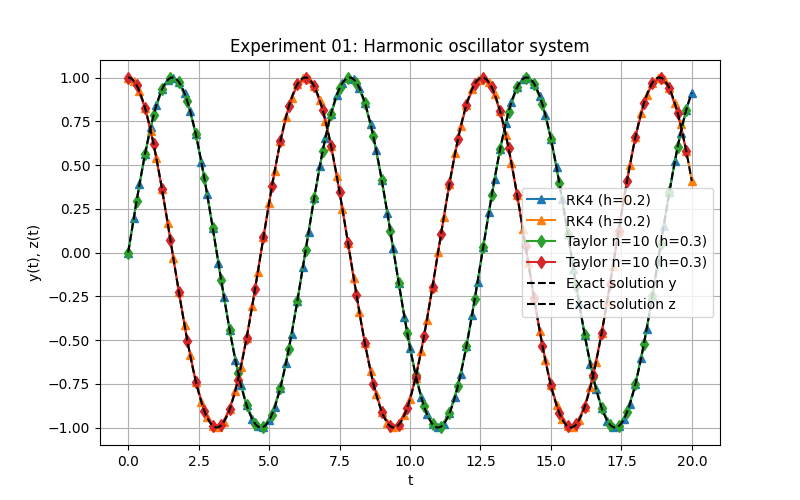 Experiment 01: Harmonic oscillator system
1.00
0.75
0.50
0.25
0.00
−0.25
−0.50
−0.75
−1.00
y(t), z(t)
RK4 (h=0.2)
RK4 (h=0.2)
Taylor n=10 (h=0.3)
Taylor n=10 (h=0.3)
Exact solution y
Exact solution z
0.0 2.5 5.0 7.5 10.0 12.5 15.0 17.5 20.0
t